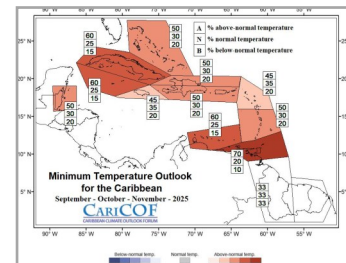 A % above-normal temperature
N % normal temperature
B % below-normal temperature
50
30
20
60
25
15
25° N
20° N
15° N
10° N
5° N
45
35
20
60
25
15
45
35
20
50
30
20
50
30
20
50
30
20
60
25
15
70
20
10
33
33
33
Minimum Temperature Outlook
for the Caribbean
September - October - November - 2025
CARICOF
CARIBBEAN CLIMATE OUTLOOK FORUM
90° W
85° W
80° W
75° W
70° W
65° W
60° W
55° W
Below-normal temp.
Normal temp.
Above-normal temp.